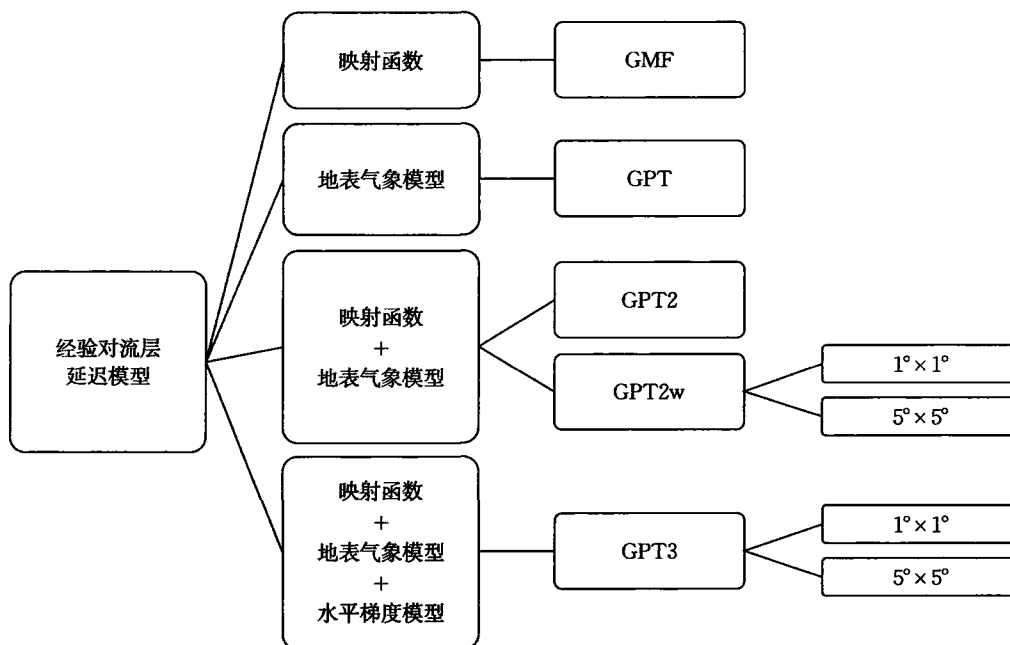 经验对流层
延迟模型
映射函数
GMF
地表气象模型
GPT
映射函数
+
地表气象模型
GPT2
GPT2w
1°×1°
5°×5°
映射函数
+
地表气象模型
+
水平梯度模型
GPT3
1°×1°
5°×5°